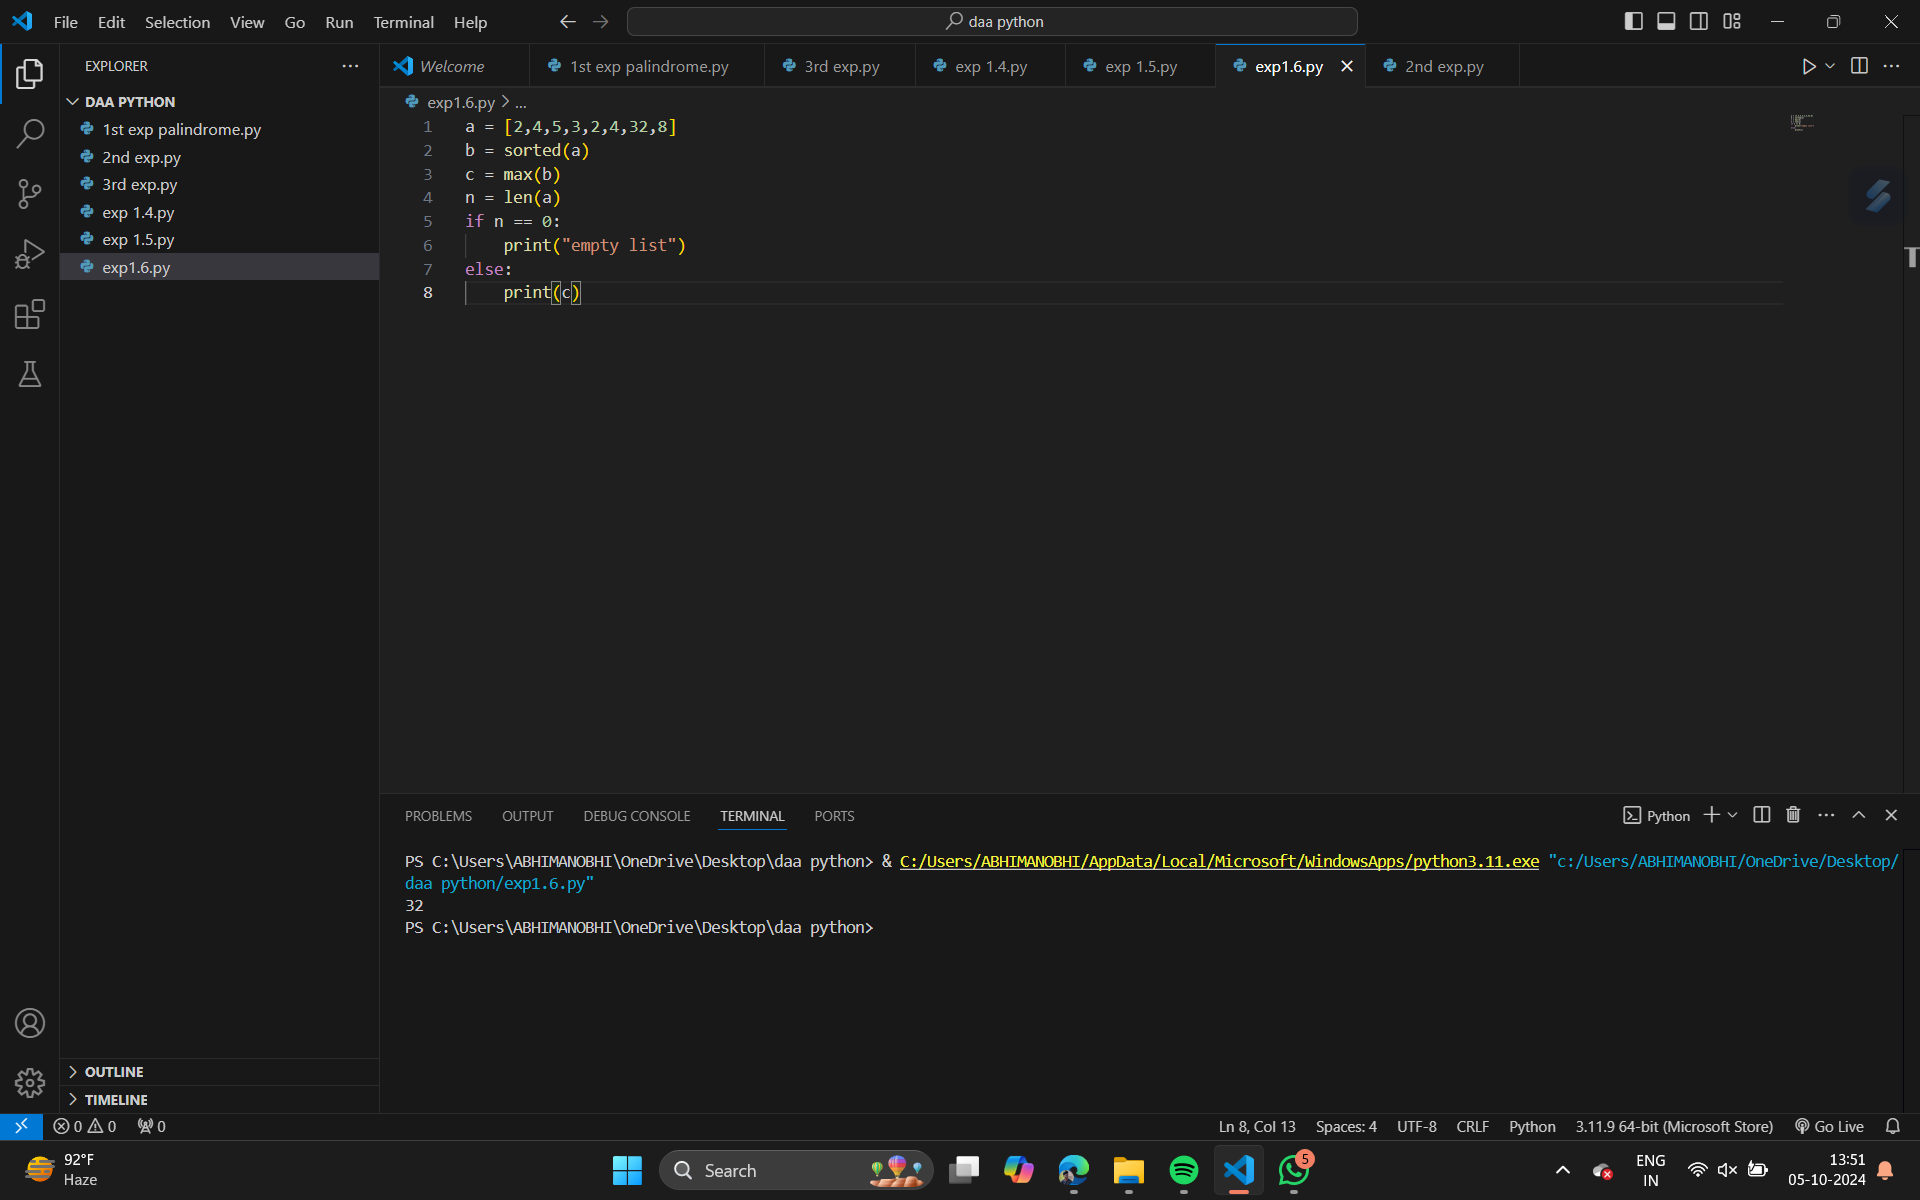 File Edit Selection View Go Run Terminal Help
daa python
EXPLORER
DAA PYTHON
1st exp palindrome.py
2nd exp.py
3rd exp.py
exp 1.4.py
exp 1.5.py
exp1.6.py
OUTLINE
TIMELINE
Welcome 1st exp palindrome.py 3rd exp.py exp 1.4.py exp 1.5.py exp1.6.py 2nd exp.py
exp1.6.py > ...
1 a = [2,4,5,3,2,4,32,8]
2 b = sorted(a)
3 c = max(b)
4 n = len(a)
5 if n == 0:
6     print("empty list")
7 else:
8     print(c)
PROBLEMS OUTPUT DEBUG CONSOLE TERMINAL PORTS
Python
PS C:\Users\ABHIMANOBHI\OneDrive\Desktop\daa python> & C:/Users/ABHIMANOBHI/AppData/Local/Microsoft/WindowsApps/python3.11.exe "c:/Users/ABHIMANOBHI/OneDrive/Desktop/
daa python/exp1.6.py"
32
PS C:\Users\ABHIMANOBHI\OneDrive\Desktop\daa python>
0 0 0
Ln 8, Col 13 Spaces: 4 UTF-8 CRLF Python 3.11.9 64-bit (Microsoft Store) Go Live
92°F
Haze
Search
5
ENG
IN
13:51
05-10-2024